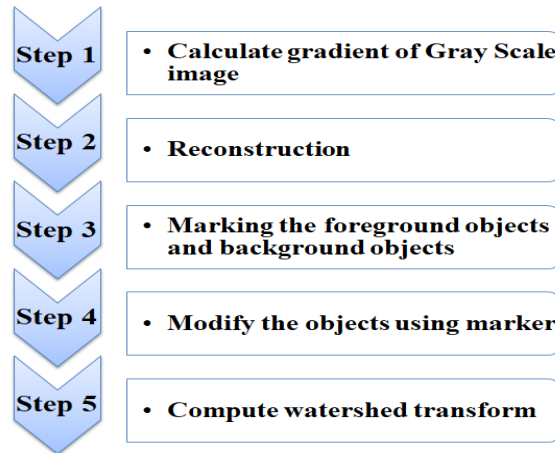 Step 1
• Calculate gradient of Gray Scale
image
Step 2
• Reconstruction
Step 3
• Marking the foreground objects
and background objects
Step 4
• Modify the objects using marker
Step 5
• Compute watershed transform